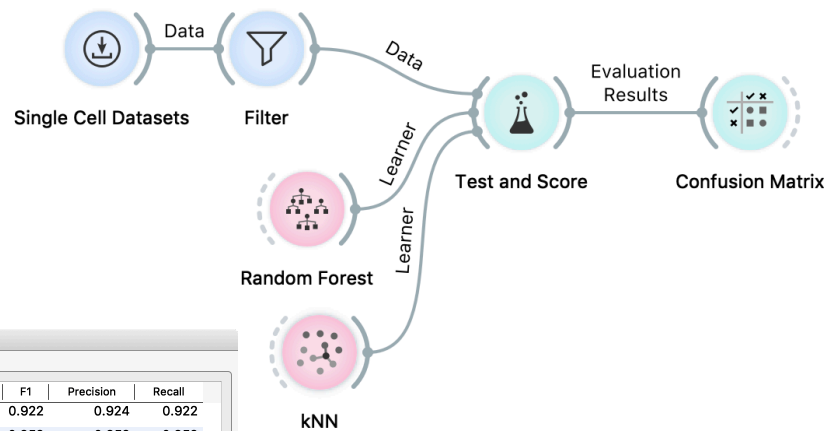 Data
Data
Single Cell Datasets
Filter
Evaluation
Results
Learner
Test and Score
Confusion Matrix
Random Forest
Learner
kNN
F1 Precision Recall
0.922 0.924 0.922